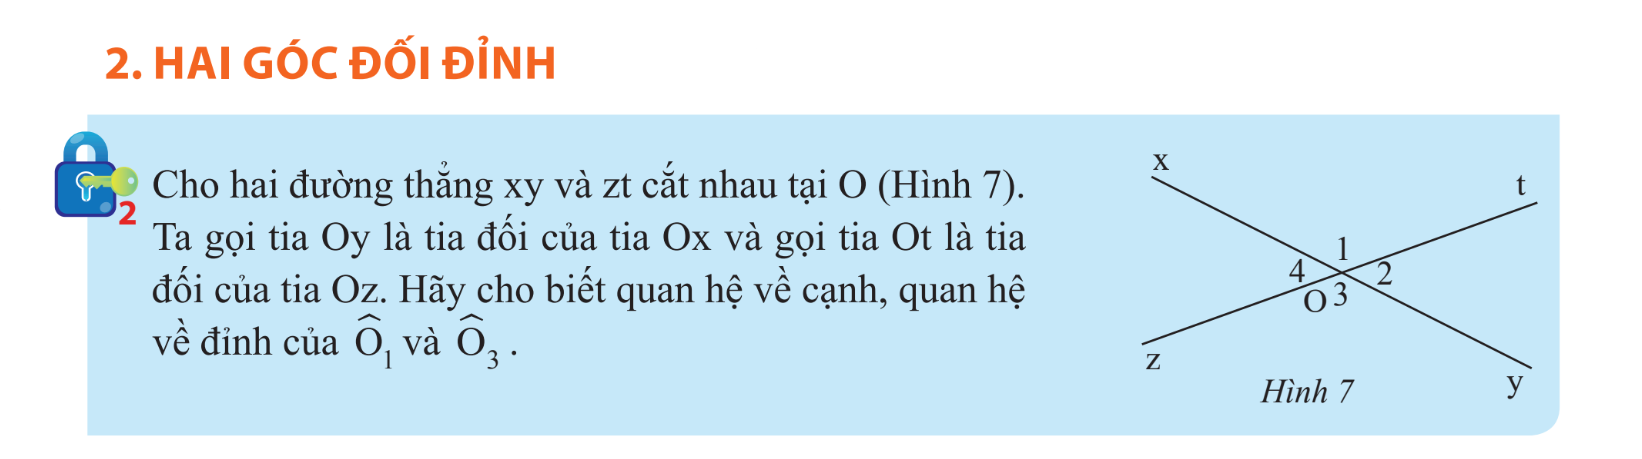 2. HAI GÓC ĐỐI ĐỈNH
2
Cho hai đường thẳng xy và zt cắt nhau tại O (Hình 7).
Ta gọi tia Oy là tia đối của tia Ox và gọi tia Ot là tia
đối của tia Oz. Hãy cho biết quan hệ về cạnh, quan hệ
về đỉnh của Ô₁ và Ô₃ .
x
t
1
4
2
O 3
z
y
Hình 7